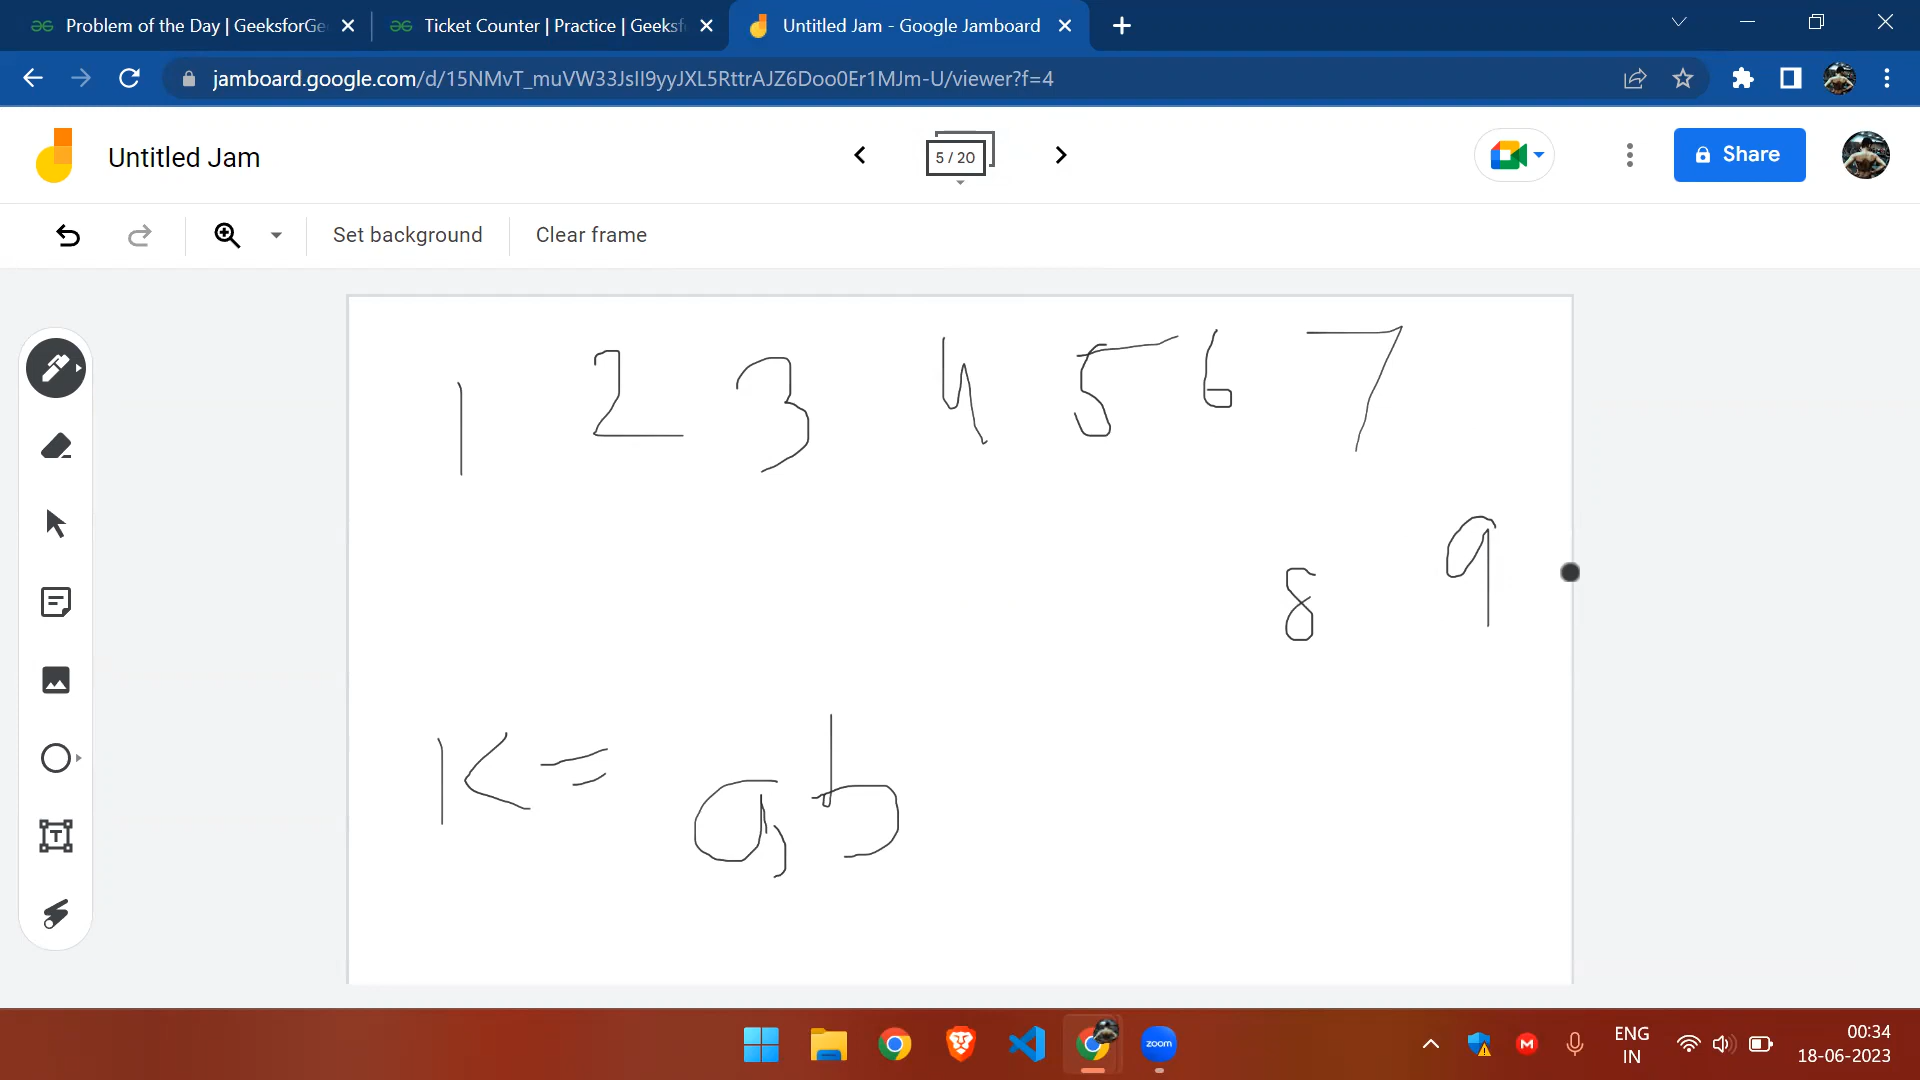 Problem of the Day | GeeksforGe
Ticket Counter | Practice | Geeksf
Untitled Jam - Google Jamboard
jamboard.google.com/d/15NMvT_muVW33JsII9yyJXL5RttrAJZ6Doo0Er1MJm-U/viewer?f=4
Untitled Jam
5 / 20
Share
Set background
Clear frame
1 2 3 4 5 6 7
8 9
K = a, b
zoom
ENG
IN
00:34
18-06-2023